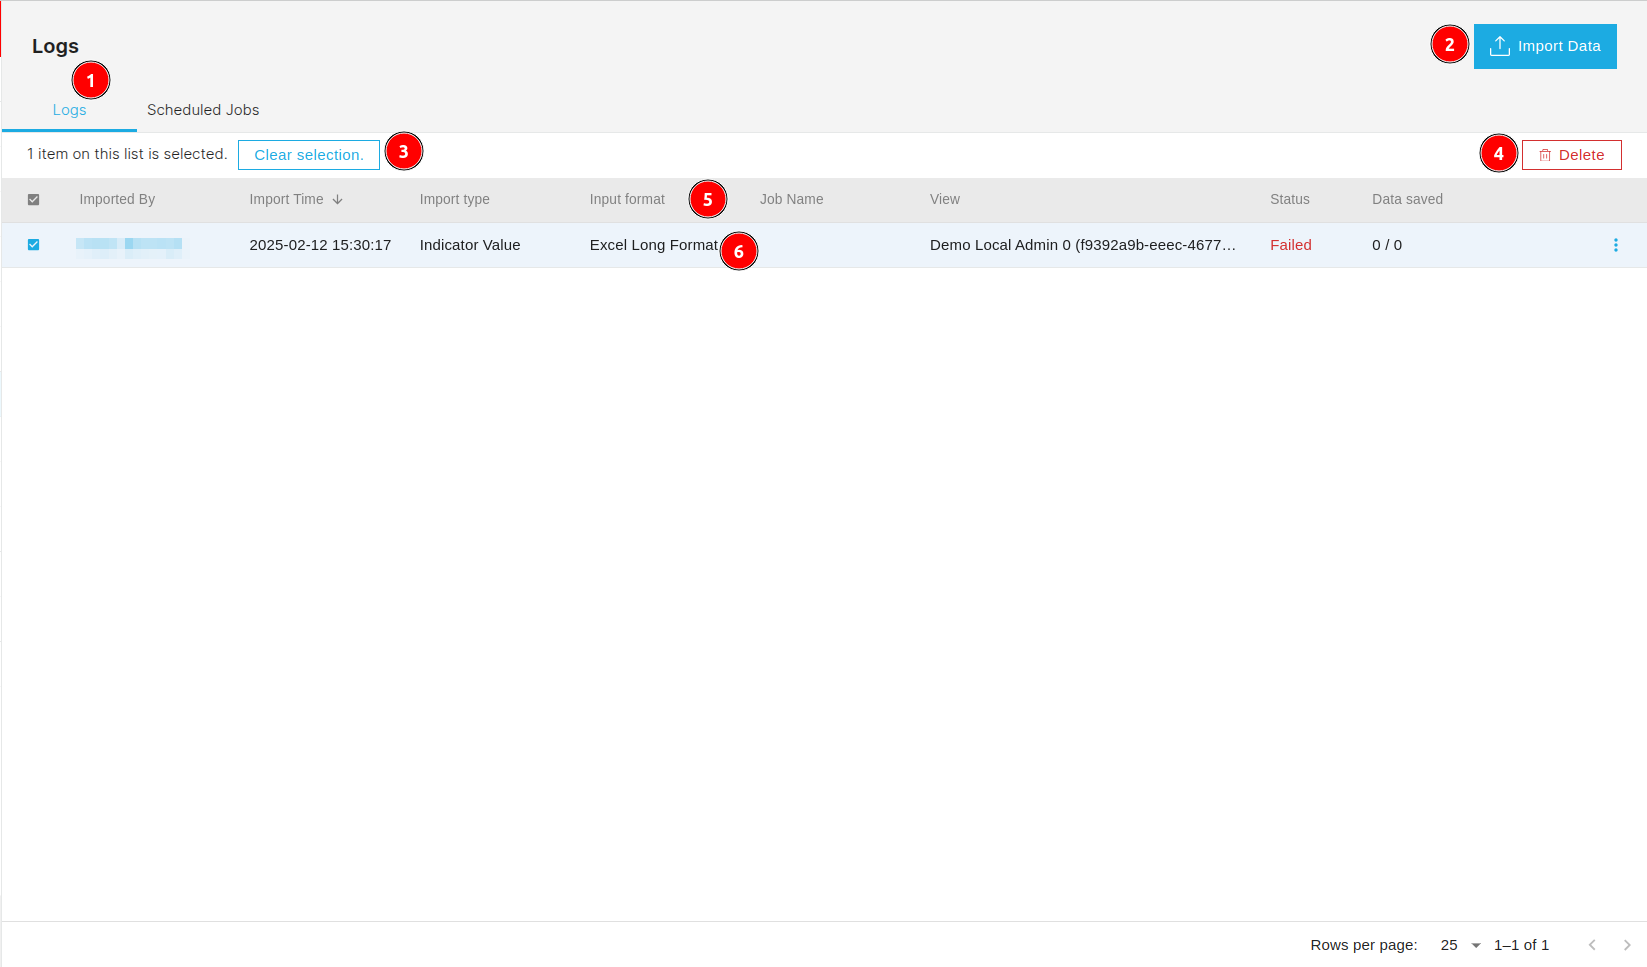 Logs
2
Import Data
1
Logs
Scheduled Jobs
1 item on this list is selected.
Clear selection.
3
4
Delete
Imported By
Import Time
Import type
Input format
5
Job Name
View
Status
Data saved
2025-02-12 15:30:17
Indicator Value
Excel Long Format
6
Demo Local Admin 0 (f9392a9b-eeec-4677…
Failed
0 / 0
Rows per page:
25
1–1 of 1